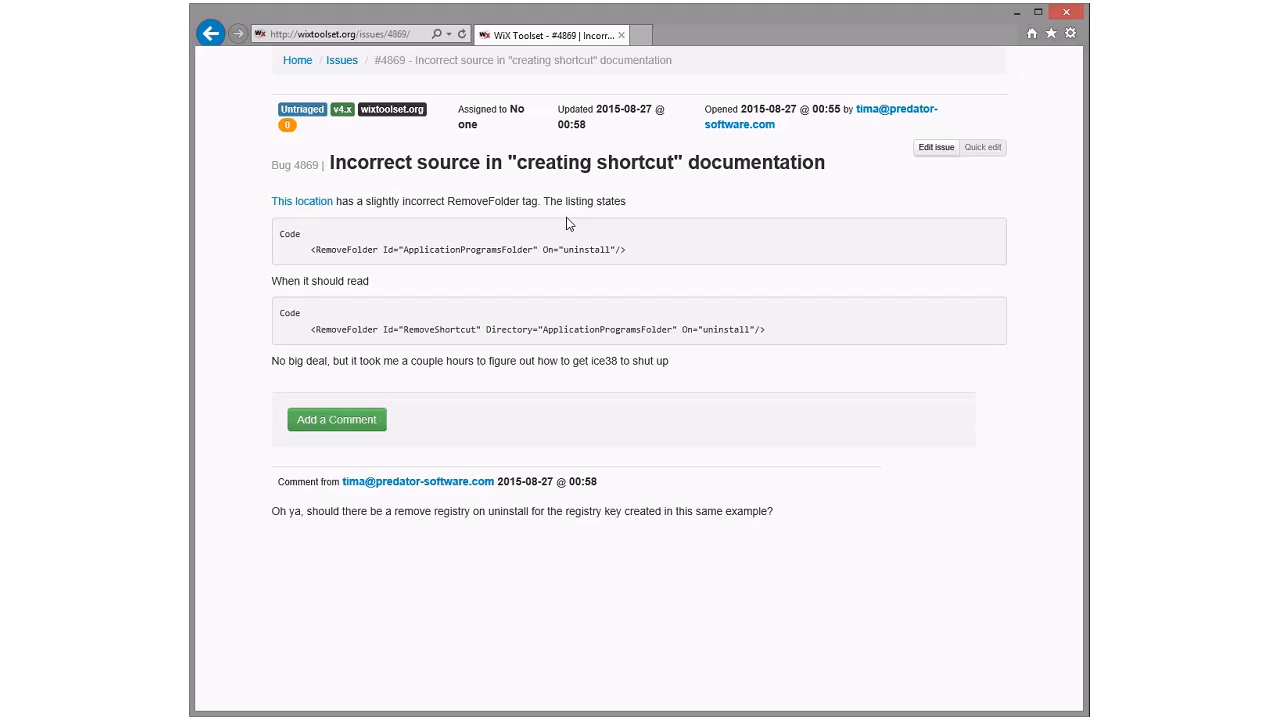 http://wixtoolset.org/issues/4869/
WiX Toolset - #4869 | Incorr...
Home / Issues / #4869 - Incorrect source in "creating shortcut" documentation
Untriaged v4.x wixtoolset.org
0
Assigned to No
one
Updated 2015-08-27 @
00:58
Opened 2015-08-27 @ 00:55 by tima@predator-
software.com
Edit issue Quick edit
Bug 4869 | Incorrect source in "creating shortcut" documentation
This location has a slightly incorrect RemoveFolder tag. The listing states
Code
<RemoveFolder Id="ApplicationProgramsFolder" On="uninstall"/>
When it should read
Code
<RemoveFolder Id="RemoveShortcut" Directory="ApplicationProgramsFolder" On="uninstall"/>
No big deal, but it took me a couple hours to figure out how to get ice38 to shut up
Add a Comment
Comment from tima@predator-software.com 2015-08-27 @ 00:58
Oh ya, should there be a remove registry on uninstall for the registry key created in this same example?